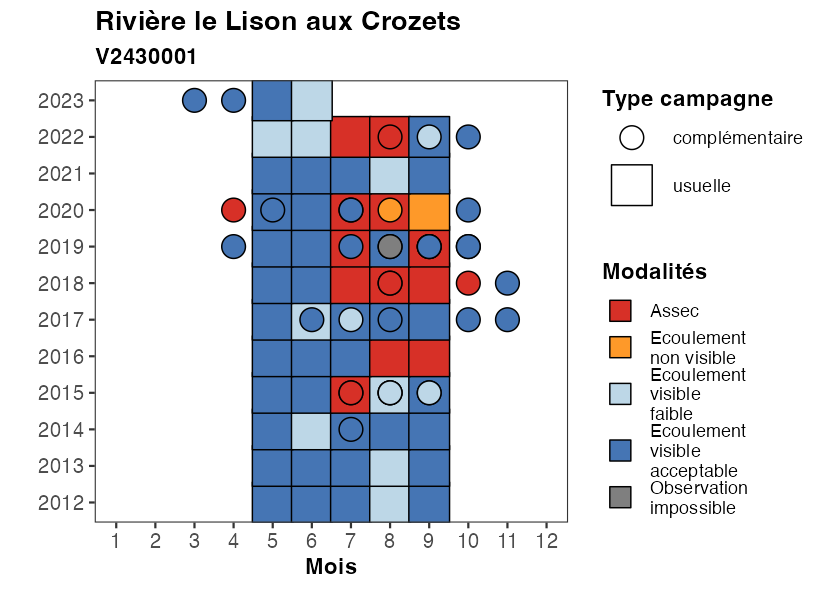 Rivière le Lison aux Crozets
V2430001
2023
2022
2021
2020
2019
2018
2017
2016
2015
2014
2013
2012
1 2 3 4 5 6 7 8 9 10 11 12
Mois
Type campagne
complémentaire
usuelle
Modalités
Assec
Ecoulement
non visible
Ecoulement
visible
faible
Ecoulement
visible
acceptable
Observation
impossible